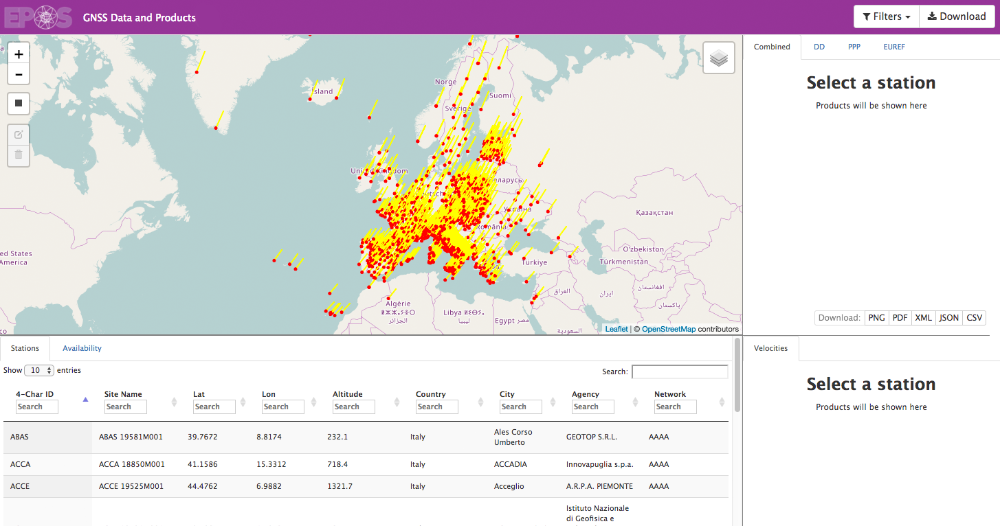 EPOS
GNSS Data and Products
Filters
Download
+
−
Ísland
Norge
Suomi
Sverige
United Kingdom
Україна
România
Қазақстан
O'zbekiston
Türkmenistan
Türkiye
افغانستان
ایران
العراق
پاکستان
ed States
America
Algérie
ⵍⵣⵣⴰⵢⴻⵔ
الجزائر
Libya ⵍⵉⴱⵢⴰ
ليبيا
Egypt مصر
السعودية
Leaflet | © OpenStreetMap contributors
Combined
DD
PPP
EUREF
Select a station
Products will be shown here
Download:
PNG
PDF
XML
JSON
CSV
Stations
Availability
Show 10 entries
Search:
4-Char ID
Site Name
Lat
Lon
Altitude
Country
City
Agency
Network
Search
Search
Search
Search
Search
Search
Search
Search
Search
ABAS
ABAS 19581M001
39.7672
8.8174
232.1
Italy
Ales Corso
Umberto
GEOTOP S.R.L.
AAAA
ACCA
ACCA 18850M001
41.1586
15.3312
718.4
Italy
ACCADIA
Innovapuglia s.p.a.
AAAA
ACCE
ACCE 19525M001
44.4762
6.9882
1321.7
Italy
Acceglio
A.R.P.A. PIEMONTE
AAAA
Istituto Nazionale
di Geofisica e
Velocities
Select a station
Products will be shown here